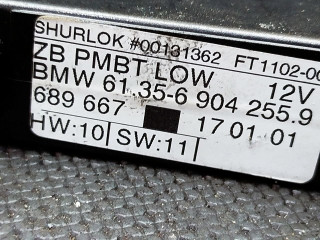 SHURLOK #00131362 FT1102-00
ZB PMBT LOW 12V
BMW 61.35-6 904 255.9
689 667 17 01 01
HW:10| SW:11|